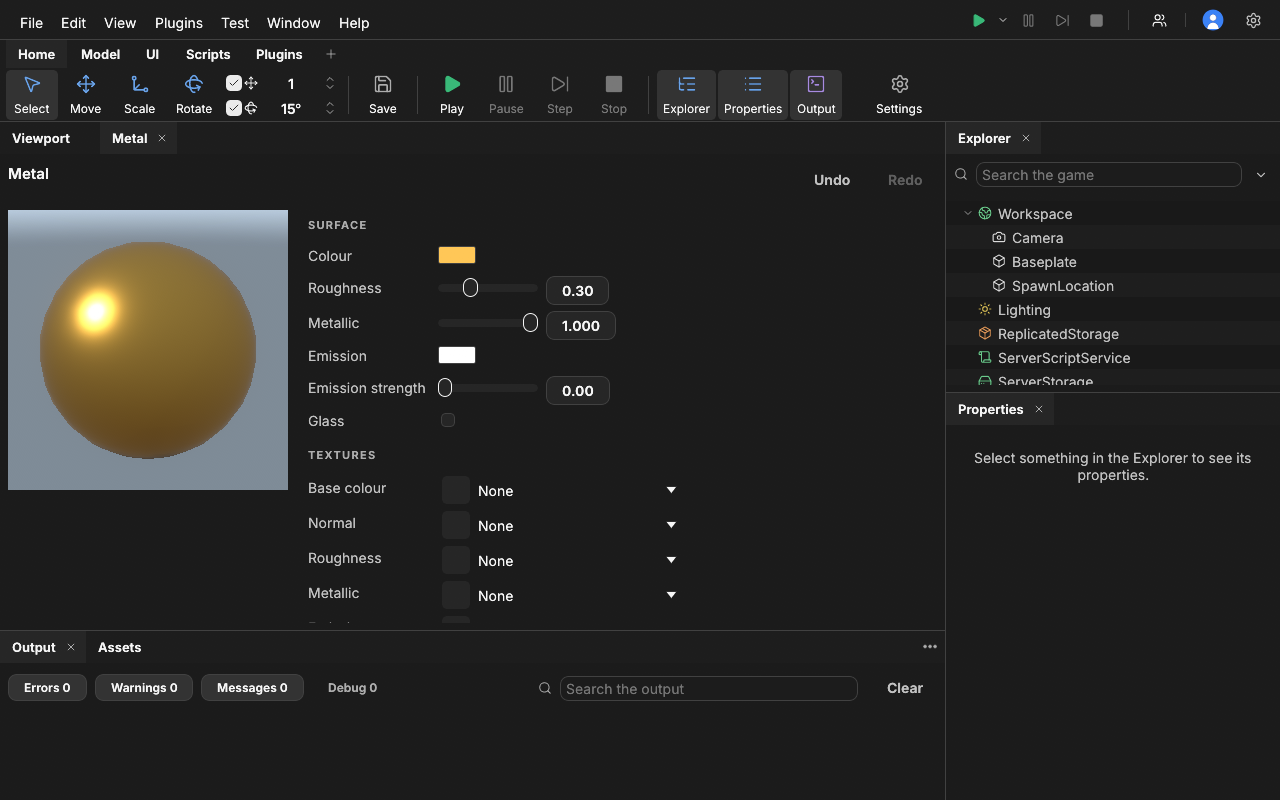 File Edit View Plugins Test Window Help
Home Model UI Scripts Plugins
Select Move Scale Rotate 1 15° Save Play Pause Step Stop Explorer Properties Output Settings
Viewport Metal
Metal
Undo Redo
SURFACE
Colour
Roughness 0.30
Metallic 1.000
Emission
Emission strength 0.00
Glass
TEXTURES
Base colour None
Normal None
Roughness None
Metallic None
Output Assets
Errors 0 Warnings 0 Messages 0 Debug 0 Search the output Clear
Explorer
Search the game
Workspace
Camera
Baseplate
SpawnLocation
Lighting
ReplicatedStorage
ServerScriptService
ServerStorage
Properties
Select something in the Explorer to see its
properties.